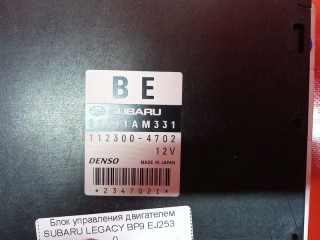 BE
SUBARU
112300-4702
12V
DENSO
MADE IN JAPAN
*2347021*
Блок управления двигателем
SUBARU LEGACY BP9 EJ253
()